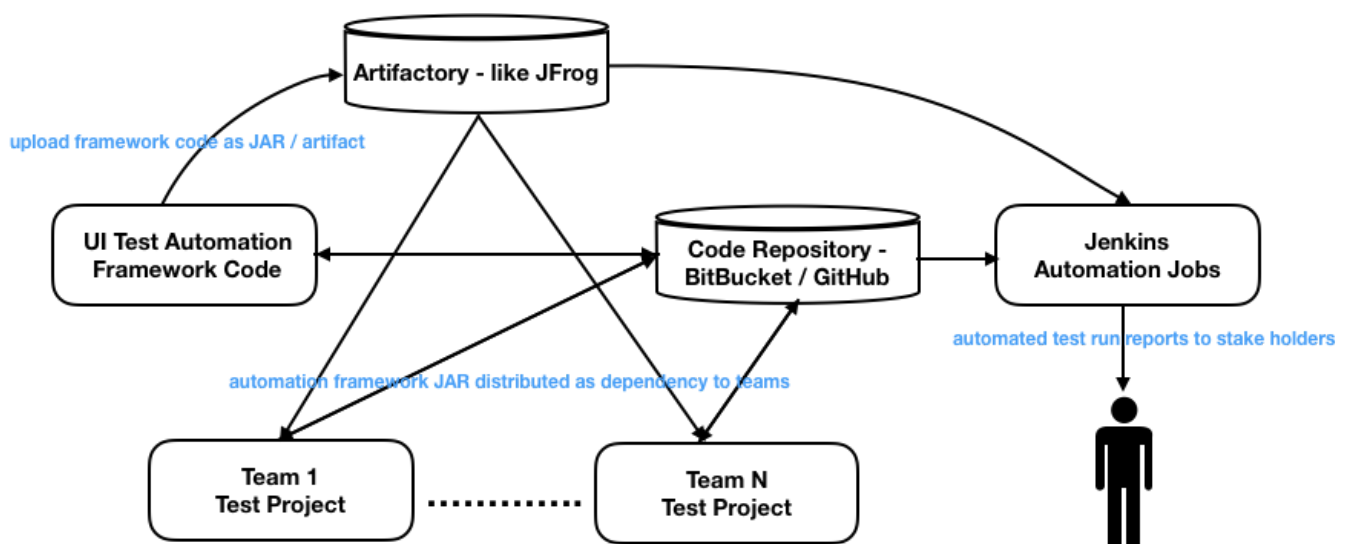 Artifactory - like JFrog
upload framework code as JAR / artifact
UI Test Automation
Framework Code
Code Repository -
BitBucket / GitHub
Jenkins
Automation Jobs
automated test run reports to stake holders
automation framework JAR distributed as dependency to teams
Team 1
Test Project
Team N
Test Project